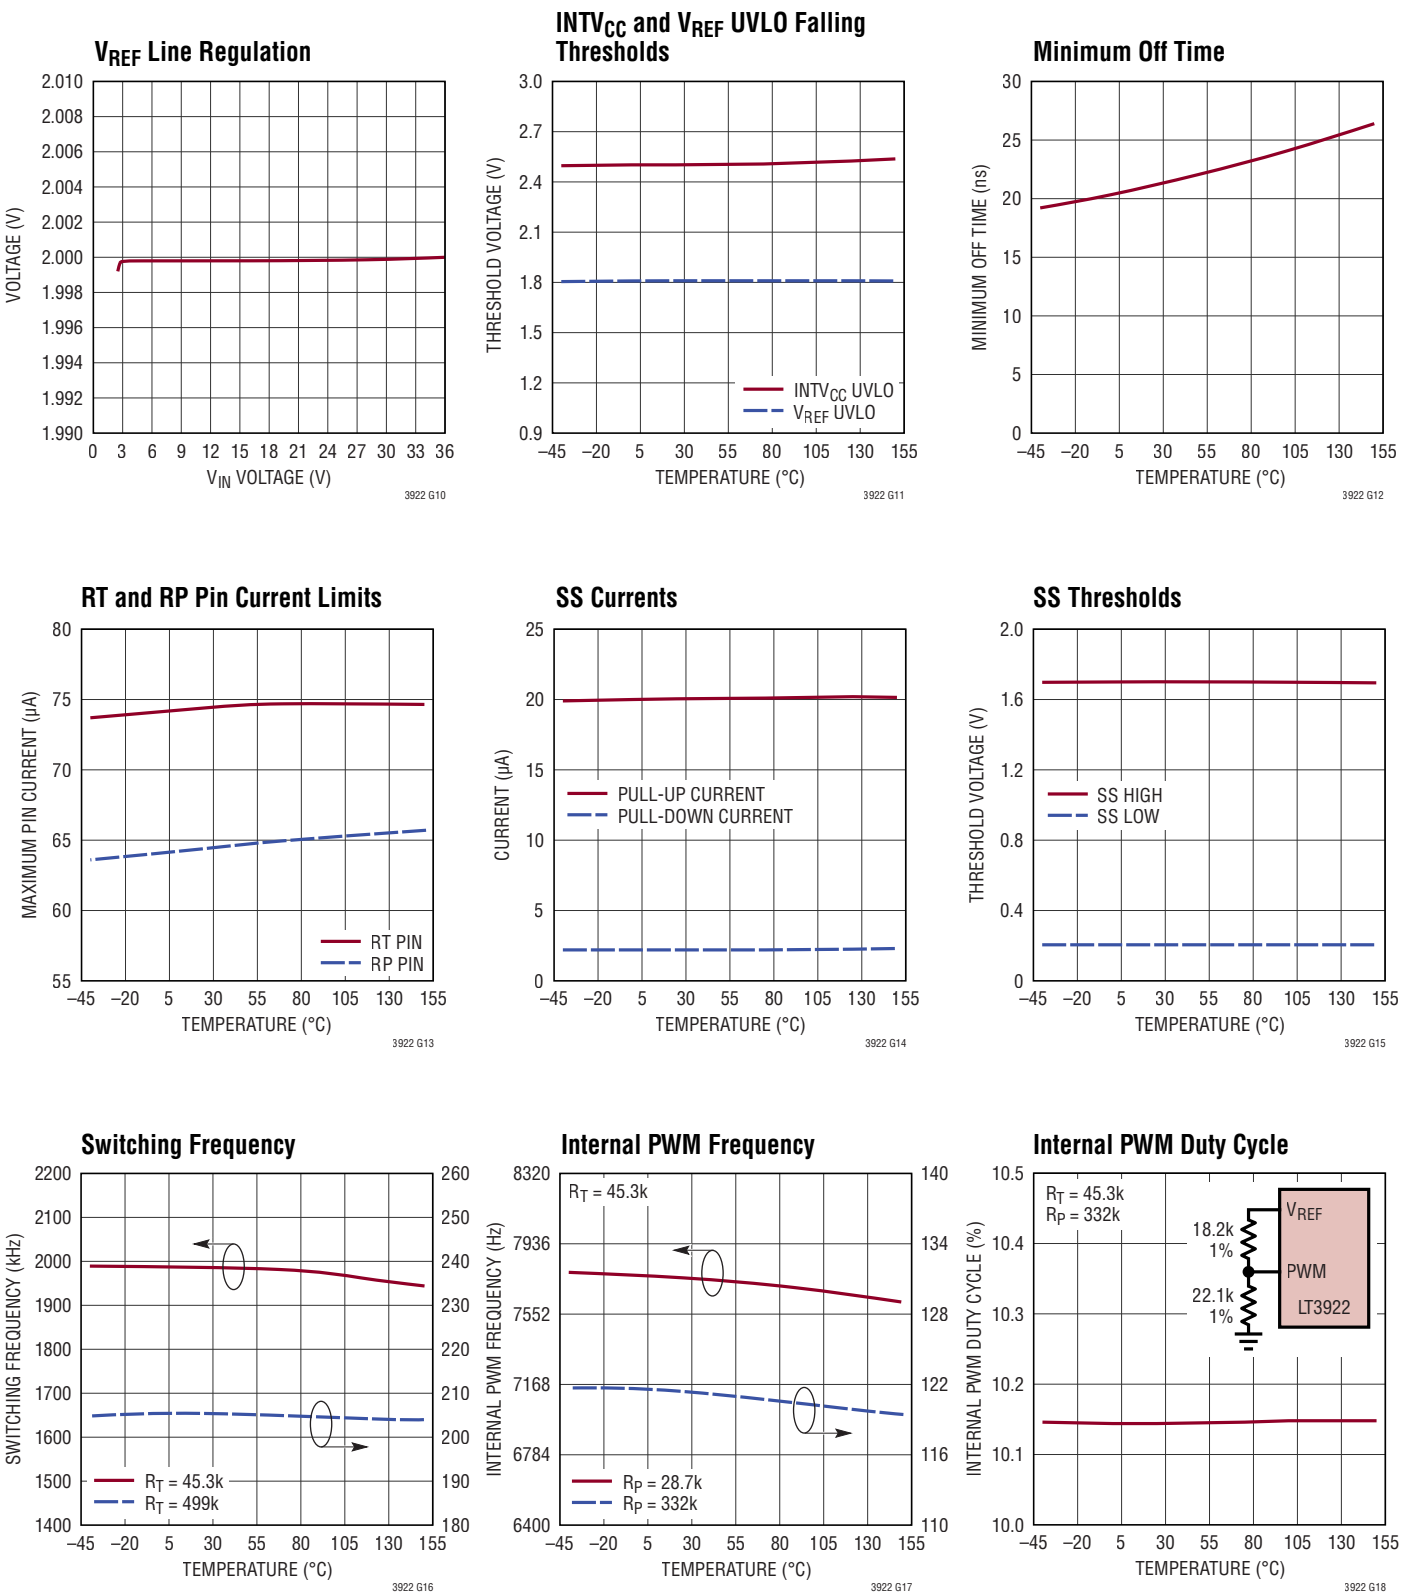 VREF Line Regulation
2.010
2.008
2.006
2.004
2.002
2.000
1.998
1.996
1.994
1.992
1.990
VOLTAGE (V)
0 3 6 9 12 15 18 21 24 27 30 33 36
VIN VOLTAGE (V)
3922 G10
INTVCC and VREF UVLO Falling
Thresholds
3.0
2.7
2.4
2.1
1.8
1.5
1.2
0.9
THRESHOLD VOLTAGE (V)
INTVCC UVLO
VREF UVLO
–45 –20 5 30 55 80 105 130 155
TEMPERATURE (°C)
3922 G11
Minimum Off Time
30
25
20
15
10
5
0
MINIMUM OFF TIME (ns)
–45 –20 5 30 55 80 105 130 155
TEMPERATURE (°C)
3922 G12
RT and RP Pin Current Limits
80
75
70
65
60
55
MAXIMUM PIN CURRENT (µA)
RT PIN
RP PIN
–45 –20 5 30 55 80 105 130 155
TEMPERATURE (°C)
3922 G13
SS Currents
25
20
15
10
5
0
CURRENT (µA)
PULL-UP CURRENT
PULL-DOWN CURRENT
–45 –20 5 30 55 80 105 130 155
TEMPERATURE (°C)
3922 G14
SS Thresholds
2.0
1.6
1.2
0.8
0.4
0
THRESHOLD VOLTAGE (V)
SS HIGH
SS LOW
–45 –20 5 30 55 80 105 130 155
TEMPERATURE (°C)
3922 G15
Switching Frequency
2200
2100
2000
1900
1800
1700
1600
1500
1400
SWITCHING FREQUENCY (kHz)
260
250
240
230
220
210
200
190
180
RT = 45.3k
RT = 499k
–45 –20 5 30 55 80 105 130 155
TEMPERATURE (°C)
3922 G16
Internal PWM Frequency
8320
7936
7552
7168
6784
6400
INTERNAL PWM FREQUENCY (Hz)
RT = 45.3k
140
134
128
122
116
110
RP = 28.7k
RP = 332k
–45 –20 5 30 55 80 105 130 155
TEMPERATURE (°C)
3922 G17
Internal PWM Duty Cycle
10.5
10.4
10.3
10.2
10.1
10.0
INTERNAL PWM DUTY CYCLE (%)
RT = 45.3k
RP = 332k
18.2k
1%
22.1k
1%
VREF
PWM
LT3922
–45 –20 5 30 55 80 105 130 155
TEMPERATURE (°C)
3922 G18